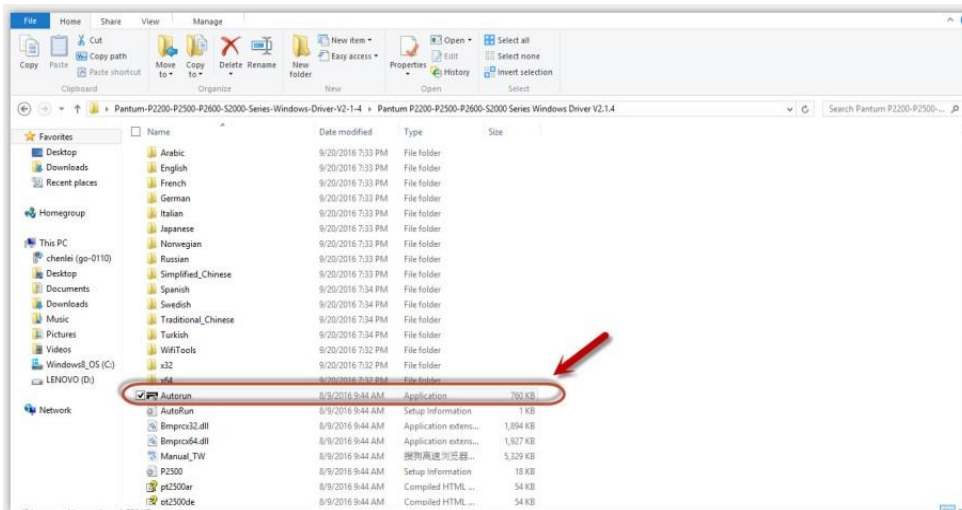 File Home Share View Manage
Cut
Copy path
Paste shortcut
Copy Paste
Move to Copy to Delete Rename
New folder
New item
Easy access
Properties
Open
Edit
History
Select all
Select none
Invert selection
Clipboard Organize New Open Select
Pantum-P2200-P2500-P2600-S2000-Series-Windows-Driver-V2-1-4 Pantum P2200-P2500-P2600-S2000 Series Windows Driver V2.1.4 Search Pantum P2200-P2500-...
Name Date modified Type Size
Favorites
Desktop
Downloads
Recent places
Homegroup
This PC
chenlei (go-0110)
Desktop
Documents
Downloads
Music
Pictures
Videos
Windows8_OS (C:)
LENOVO (D:)
Network
Arabic 9/20/2016 7:33 PM File folder
English 9/20/2016 7:33 PM File folder
French 9/20/2016 7:33 PM File folder
German 9/20/2016 7:33 PM File folder
Italian 9/20/2016 7:33 PM File folder
Japanese 9/20/2016 7:33 PM File folder
Norwegian 9/20/2016 7:33 PM File folder
Russian 9/20/2016 7:33 PM File folder
Simplified_Chinese 9/20/2016 7:33 PM File folder
Spanish 9/20/2016 7:34 PM File folder
Swedish 9/20/2016 7:34 PM File folder
Traditional_Chinese 9/20/2016 7:34 PM File folder
Turkish 9/20/2016 7:34 PM File folder
WifiTools 9/20/2016 7:32 PM File folder
x32 9/20/2016 7:32 PM File folder
x64 9/20/2016 7:32 PM File folder
Autorun 8/9/2016 9:44 AM Application 760 KB
AutoRun 8/9/2016 9:44 AM Setup Information 1 KB
Bmprcx32.dll 8/9/2016 9:44 AM Application extens... 1,894 KB
Bmprcx64.dll 8/9/2016 9:44 AM Application extens... 1,927 KB
Manual_TW 8/9/2016 9:44 AM 搜狗高速浏览器... 5,329 KB
P2500 8/9/2016 9:44 AM Setup Information 18 KB
pt2500ar 8/9/2016 9:44 AM Compiled HTML ... 54 KB
pt2500de 8/9/2016 9:44 AM Compiled HTML ... 54 KB